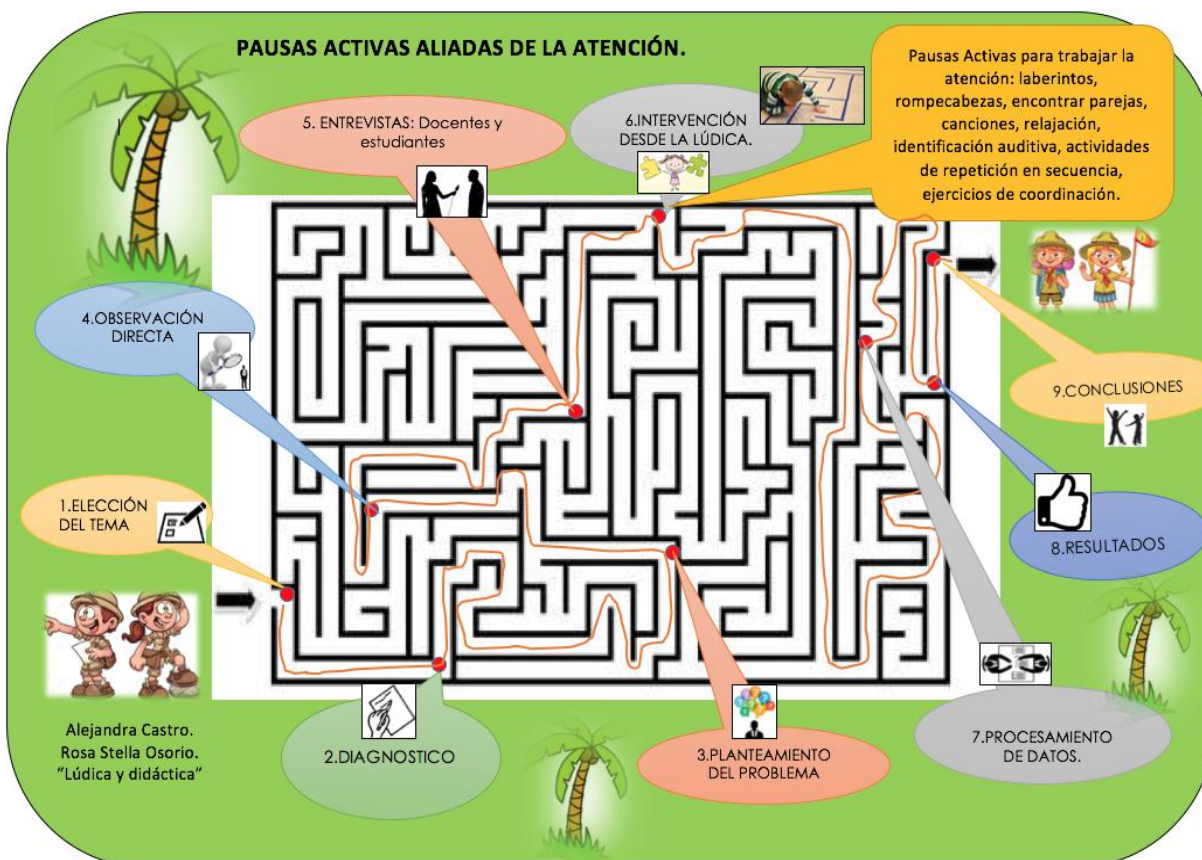 PAUSAS ACTIVAS ALIADAS DE LA ATENCIÓN.
Pausas Activas para trabajar la
atención: laberintos,
rompecabezas, encontrar parejas,
canciones, relajación,
identificación auditiva, actividades
de repetición en secuencia,
ejercicios de coordinación.
5. ENTREVISTAS: Docentes y
estudiantes
6.INTERVENCIÓN
DESDE LA LÚDICA.
4.OBSERVACIÓN
DIRECTA
9.CONCLUSIONES
1.ELECCIÓN
DEL TEMA
8.RESULTADOS
Alejandra Castro.
Rosa Stella Osorio.
“Lúdica y didáctica”
2.DIAGNOSTICO
3.PLANTEAMIENTO
DEL PROBLEMA
7.PROCESAMIENTO
DE DATOS.